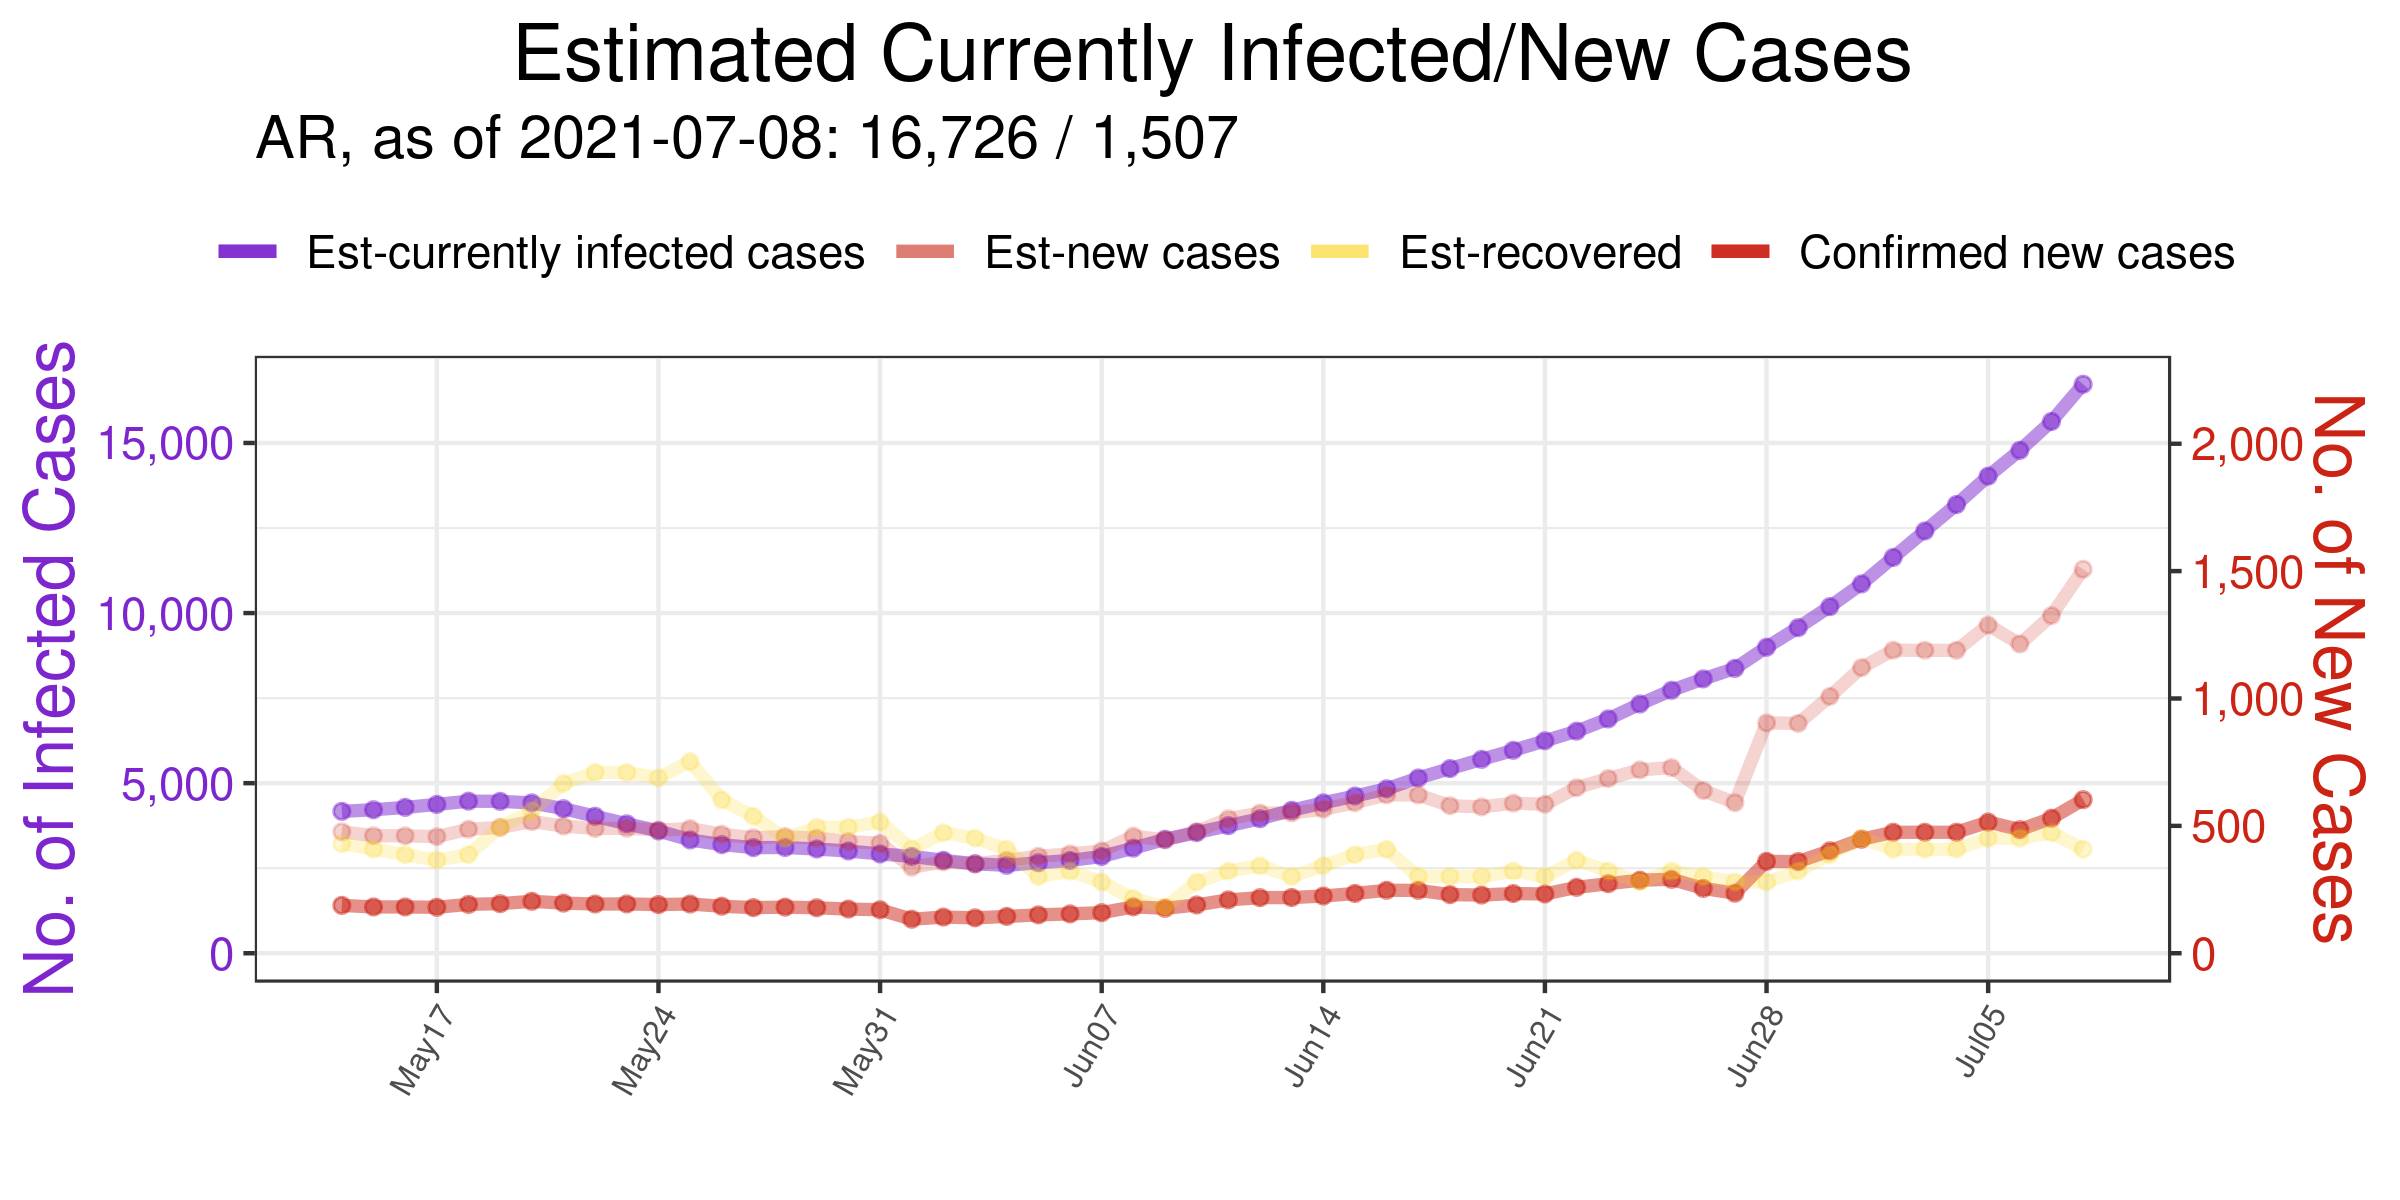 Estimated Currently Infected/New Cases
AR, as of 2021-07-08: 16,726 / 1,507
Est-currently infected cases Est-new cases Est-recovered Confirmed new cases
No. of Infected Cases
15,000
10,000
5,000
0
2,000
1,500
1,000
500
0
No. of New Cases
May17 May24 May31 Jun07 Jun14 Jun21 Jun28 Jul05